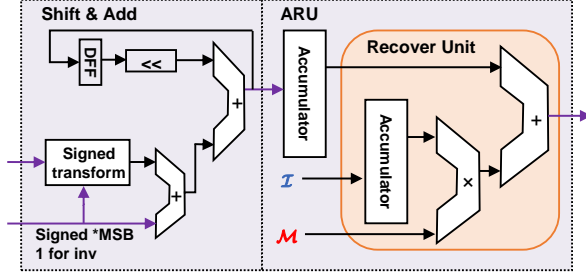 Shift & Add
ARU
DFF
<<
+
Accumulator
Recover Unit
Signed
transform
+
Accumulator
+
×
ℐ
ℳ
Signed *MSB
1 for inv